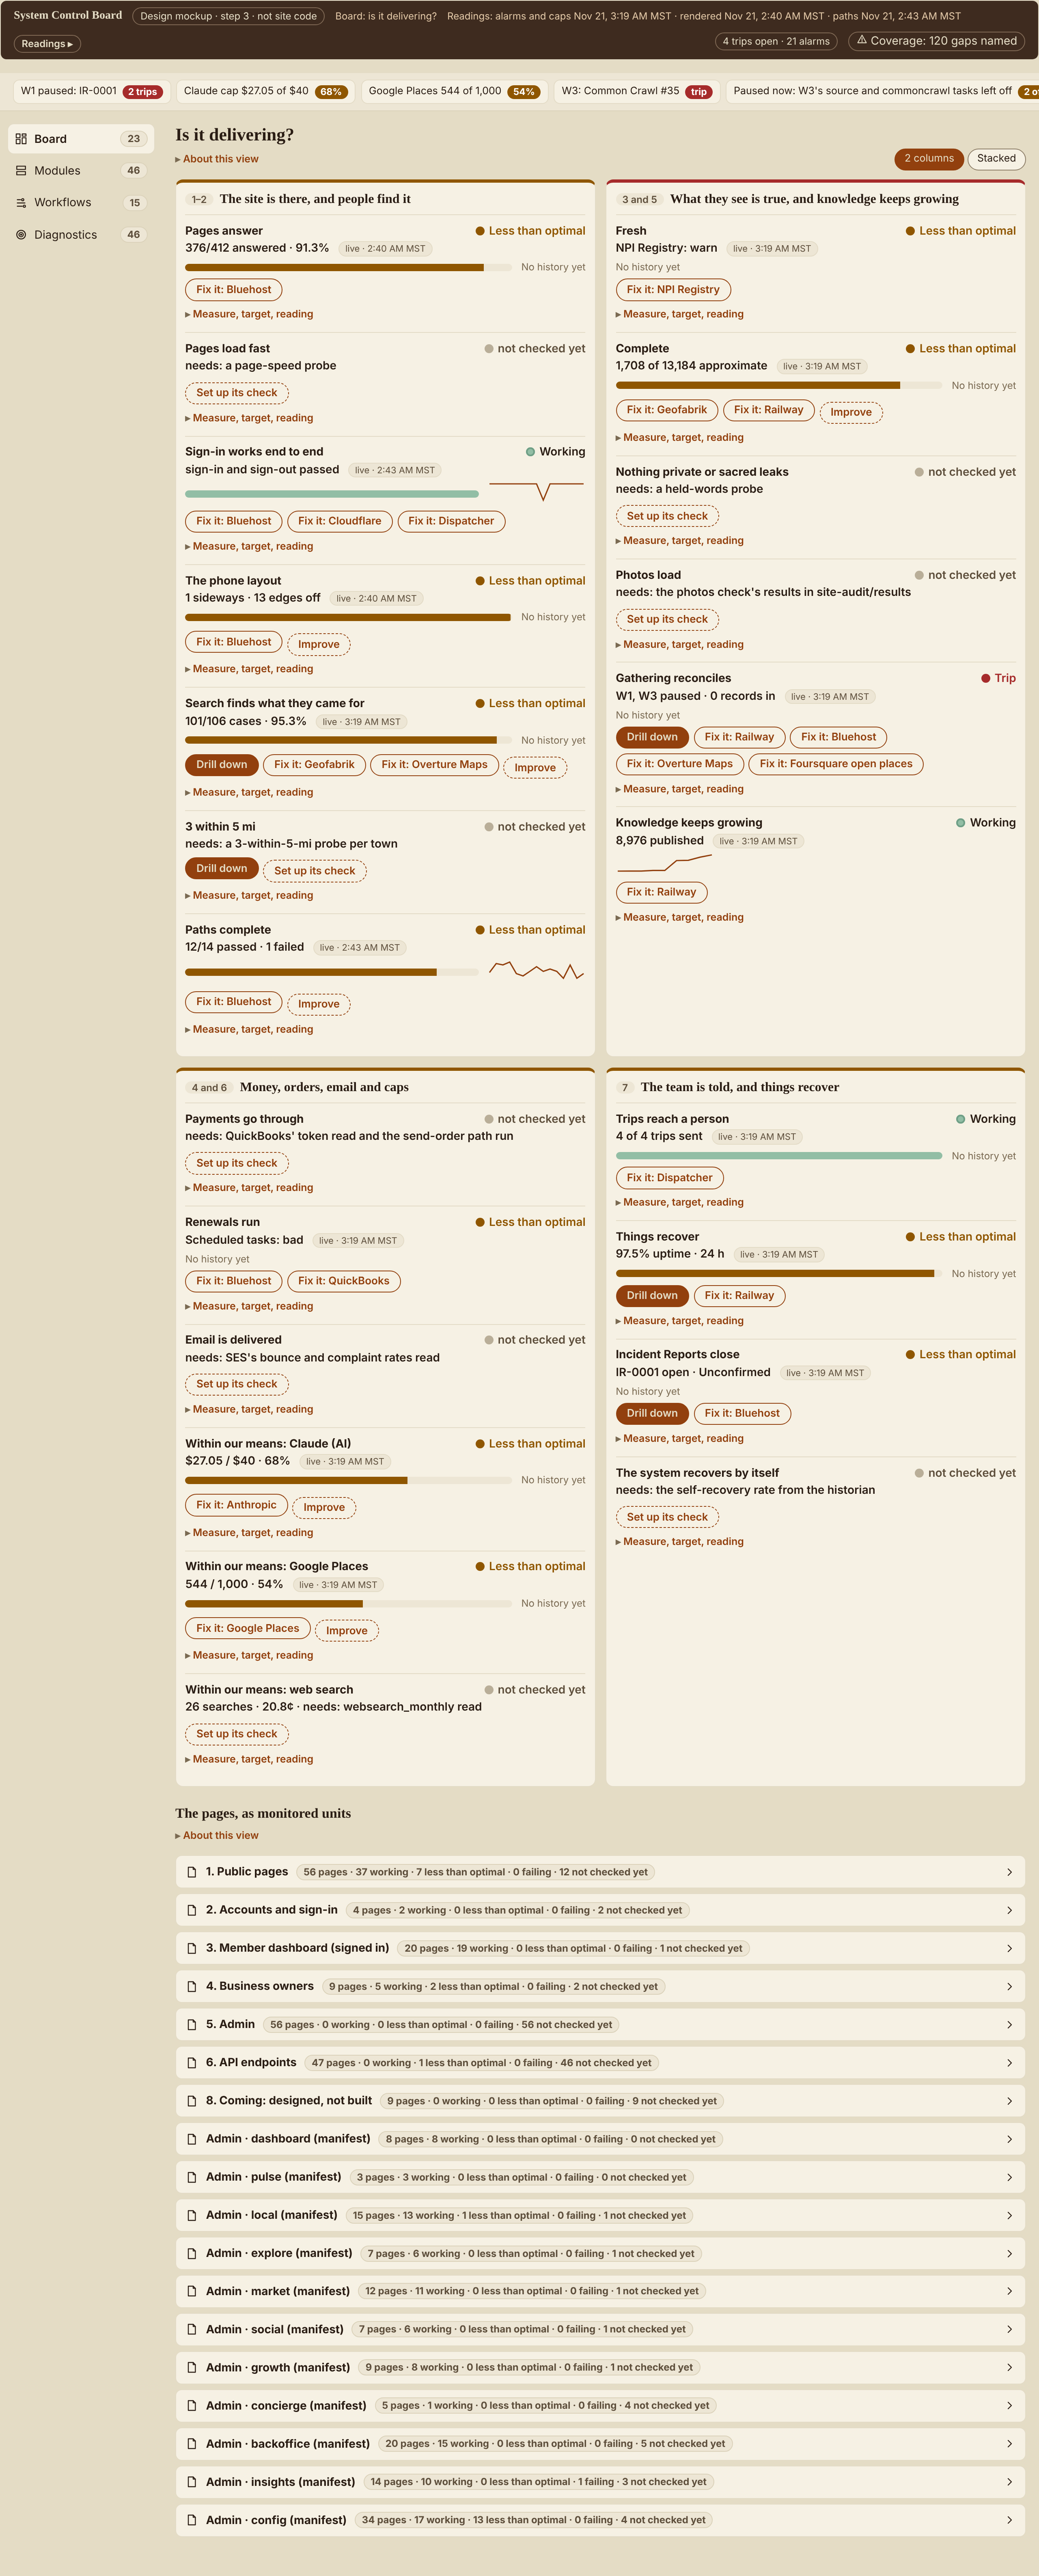 System Control Board
Design mockup · step 3 · not site code
Board: is it delivering?
Readings: alarms and caps Nov 21, 3:19 AM MST · rendered Nov 21, 2:40 AM MST · paths Nov 21, 2:43 AM MST
Readings ▸
4 trips open · 21 alarms
⚠ Coverage: 120 gaps named
W1 paused: IR-0001 2 trips
Claude cap $27.05 of $40 68%
Google Places 544 of 1,000 54%
W3: Common Crawl #35 trip
Paused now: W3's source and commoncrawl tasks left off
Board 23
Modules 46
Workflows 15
Diagnostics 46
Is it delivering?
▸ About this view
2 columns
Stacked
1–2 The site is there, and people find it
Pages answer
Less than optimal
376/412 answered · 91.3% live · 2:40 AM MST
No history yet
Fix it: Bluehost
▸ Measure, target, reading
Pages load fast
not checked yet
needs: a page-speed probe
Set up its check
▸ Measure, target, reading
Sign-in works end to end
Working
sign-in and sign-out passed live · 2:43 AM MST
Fix it: Bluehost
Fix it: Cloudflare
Fix it: Dispatcher
▸ Measure, target, reading
The phone layout
Less than optimal
1 sideways · 13 edges off live · 2:40 AM MST
No history yet
Fix it: Bluehost
Improve
▸ Measure, target, reading
Search finds what they came for
Less than optimal
101/106 cases · 95.3% live · 3:19 AM MST
No history yet
Drill down
Fix it: Geofabrik
Fix it: Overture Maps
Improve
▸ Measure, target, reading
3 within 5 mi
not checked yet
needs: a 3-within-5-mi probe per town
Drill down
Set up its check
▸ Measure, target, reading
Paths complete
Less than optimal
12/14 passed · 1 failed live · 2:43 AM MST
Fix it: Bluehost
Improve
▸ Measure, target, reading
3 and 5 What they see is true, and knowledge keeps growing
Fresh
Less than optimal
NPI Registry: warn live · 3:19 AM MST
No history yet
Fix it: NPI Registry
▸ Measure, target, reading
Complete
Less than optimal
1,708 of 13,184 approximate live · 3:19 AM MST
No history yet
Fix it: Geofabrik
Fix it: Railway
Improve
▸ Measure, target, reading
Nothing private or sacred leaks
not checked yet
needs: a held-words probe
Set up its check
▸ Measure, target, reading
Photos load
not checked yet
needs: the photos check's results in site-audit/results
Set up its check
▸ Measure, target, reading
Gathering reconciles
Trip
W1, W3 paused · 0 records in live · 3:19 AM MST
No history yet
Drill down
Fix it: Railway
Fix it: Bluehost
Fix it: Overture Maps
Fix it: Foursquare open places
▸ Measure, target, reading
Knowledge keeps growing
Working
8,976 published live · 3:19 AM MST
Fix it: Railway
▸ Measure, target, reading
4 and 6 Money, orders, email and caps
Payments go through
not checked yet
needs: QuickBooks' token read and the send-order path run
Set up its check
▸ Measure, target, reading
Renewals run
Less than optimal
Scheduled tasks: bad live · 3:19 AM MST
No history yet
Fix it: Bluehost
Fix it: QuickBooks
▸ Measure, target, reading
Email is delivered
not checked yet
needs: SES's bounce and complaint rates read
Set up its check
▸ Measure, target, reading
Within our means: Claude (AI)
Less than optimal
$27.05 / $40 · 68% live · 3:19 AM MST
No history yet
Fix it: Anthropic
Improve
▸ Measure, target, reading
Within our means: Google Places
Less than optimal
544 / 1,000 · 54% live · 3:19 AM MST
No history yet
Fix it: Google Places
Improve
▸ Measure, target, reading
Within our means: web search
not checked yet
26 searches · 20.8¢ · needs: websearch_monthly read
Set up its check
▸ Measure, target, reading
7 The team is told, and things recover
Trips reach a person
Working
4 of 4 trips sent live · 3:19 AM MST
No history yet
Fix it: Dispatcher
▸ Measure, target, reading
Things recover
Less than optimal
97.5% uptime · 24 h live · 3:19 AM MST
No history yet
Drill down
Fix it: Railway
▸ Measure, target, reading
Incident Reports close
Less than optimal
IR-0001 open · Unconfirmed live · 3:19 AM MST
No history yet
Drill down
Fix it: Bluehost
▸ Measure, target, reading
The system recovers by itself
not checked yet
needs: the self-recovery rate from the historian
Set up its check
▸ Measure, target, reading
The pages, as monitored units
▸ About this view
1. Public pages 56 pages · 37 working · 7 less than optimal · 0 failing · 12 not checked yet
2. Accounts and sign-in 4 pages · 2 working · 0 less than optimal · 0 failing · 2 not checked yet
3. Member dashboard (signed in) 20 pages · 19 working · 0 less than optimal · 0 failing · 1 not checked yet
4. Business owners 9 pages · 5 working · 2 less than optimal · 0 failing · 2 not checked yet
5. Admin 56 pages · 0 working · 0 less than optimal · 0 failing · 56 not checked yet
6. API endpoints 47 pages · 0 working · 1 less than optimal · 0 failing · 46 not checked yet
8. Coming: designed, not built 9 pages · 0 working · 0 less than optimal · 0 failing · 9 not checked yet
Admin · dashboard (manifest) 8 pages · 8 working · 0 less than optimal · 0 failing · 0 not checked yet
Admin · pulse (manifest) 3 pages · 3 working · 0 less than optimal · 0 failing · 0 not checked yet
Admin · local (manifest) 15 pages · 13 working · 1 less than optimal · 0 failing · 1 not checked yet
Admin · explore (manifest) 7 pages · 6 working · 0 less than optimal · 0 failing · 1 not checked yet
Admin · market (manifest) 12 pages · 11 working · 0 less than optimal · 0 failing · 1 not checked yet
Admin · social (manifest) 7 pages · 6 working · 0 less than optimal · 0 failing · 1 not checked yet
Admin · growth (manifest) 9 pages · 8 working · 0 less than optimal · 0 failing · 1 not checked yet
Admin · concierge (manifest) 5 pages · 1 working · 0 less than optimal · 0 failing · 4 not checked yet
Admin · backoffice (manifest) 20 pages · 15 working · 0 less than optimal · 0 failing · 5 not checked yet
Admin · insights (manifest) 14 pages · 10 working · 0 less than optimal · 1 failing · 3 not checked yet
Admin · config (manifest) 34 pages · 17 working · 13 less than optimal · 0 failing · 4 not checked yet